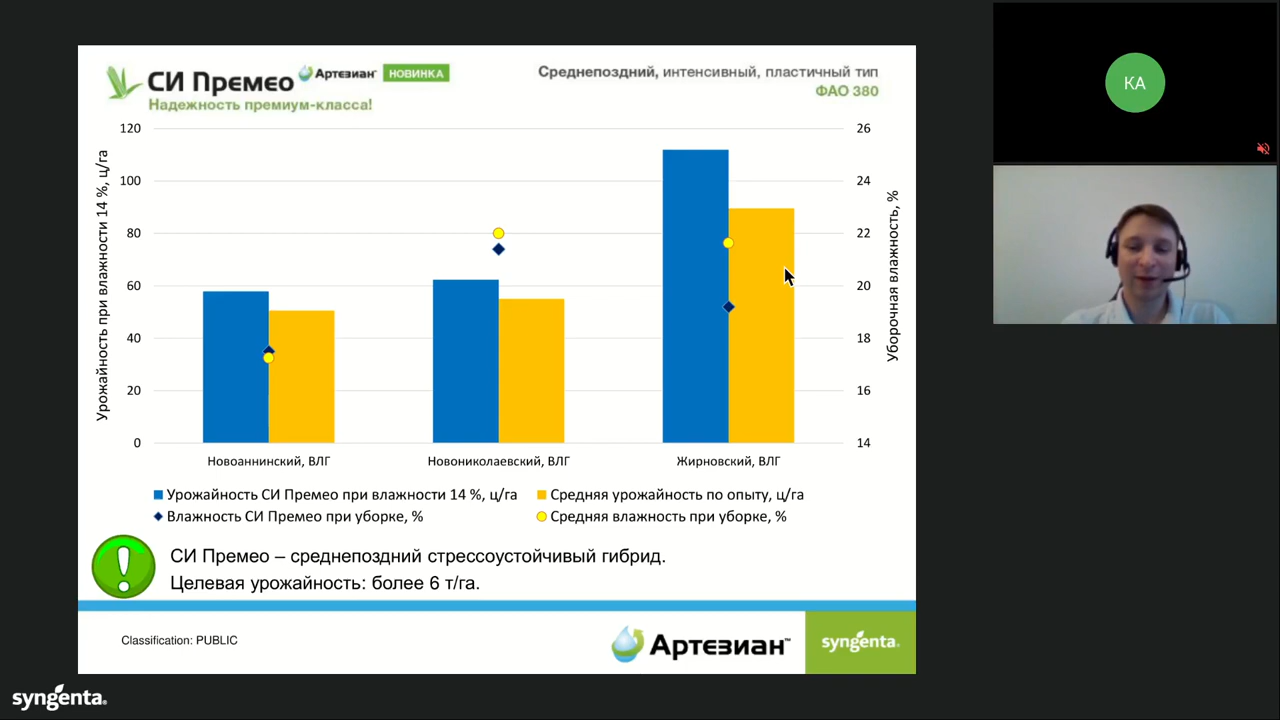 СИ Премео Артезиан НОВИНКА
Надежность премиум-класса!
Среднепоздний, интенсивный, пластичный тип
ФАО 380
Урожайность при влажности 14 %, ц/га
120
100
80
60
40
20
0
26
24
22
20
18
16
14
Уборочная влажность, %
Новоаннинский, ВЛГ
Новониколаевский, ВЛГ
Жирновский, ВЛГ
Урожайность СИ Премео при влажности 14 %, ц/га
Средняя урожайность по опыту, ц/га
Влажность СИ Премео при уборке, %
Средняя влажность при уборке, %
СИ Премео – среднепоздний стрессоустойчивый гибрид.
Целевая урожайность: более 6 т/га.
Classification: PUBLIC
Артезиан™
syngenta
syngenta
КА